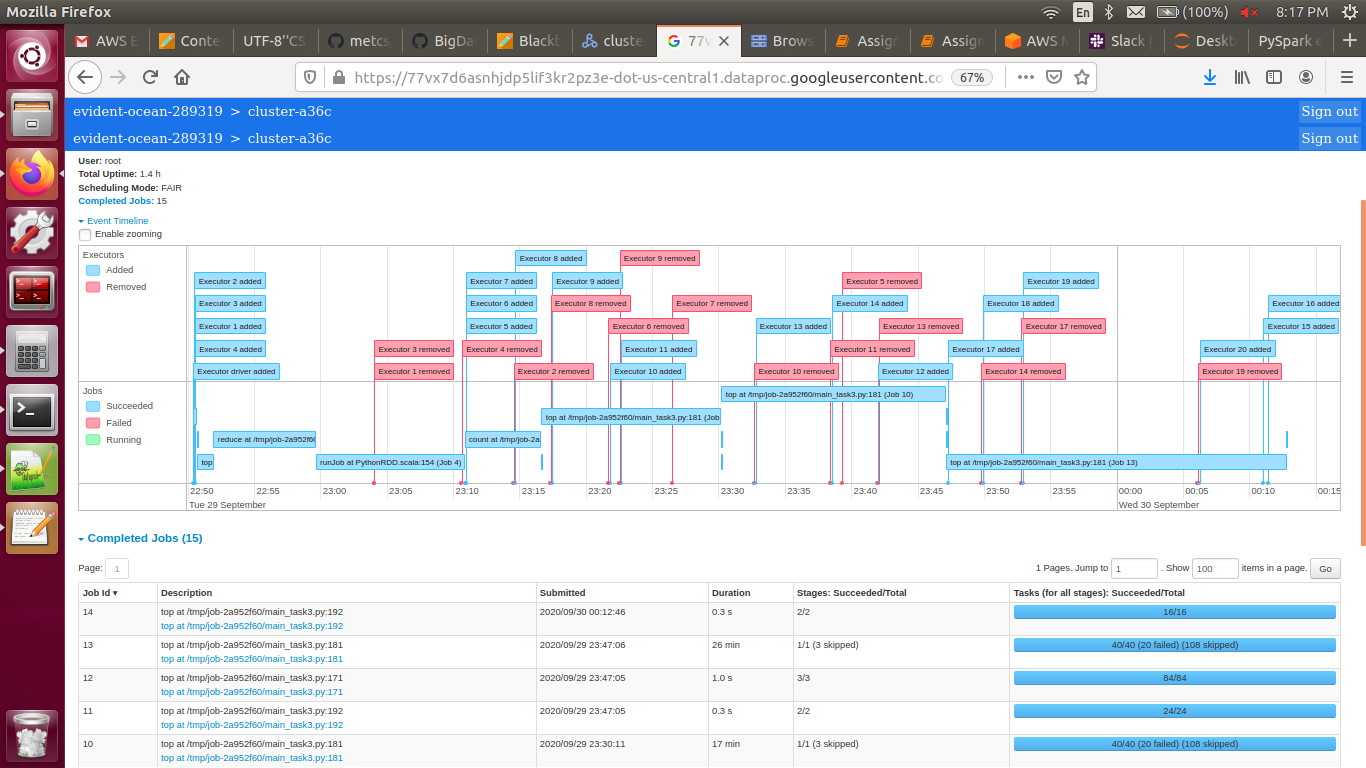 Mozilla Firefox
En
(100%)
8:17 PM
AWS E
Conte
UTF-8"CS
metcs
BigDa
Blackb
cluste
77v
Brows
Assign
Assign
AWS M
Slack
Deskt
PySpark e
https://77vx7d6asnhjdp5lif3kr2pz3e-dot-us-central1.dataproc.googleusercontent.co
67%
evident-ocean-289319 > cluster-a36c
Sign out
evident-ocean-289319 > cluster-a36c
Sign out
User: root
Total Uptime: 1.4 h
Scheduling Mode: FAIR
Completed Jobs: 15
Event Timeline
Enable zooming
Executors
Added
Removed
Executor 8 added
Executor 9 removed
Executor 2 added
Executor 7 added
Executor 9 added
Executor 5 removed
Executor 19 added
Executor 3 added
Executor 6 added
Executor 8 removed
Executor 7 removed
Executor 14 added
Executor 18 added
Executor 16 added
Executor 1 added
Executor 5 added
Executor 6 removed
Executor 13 added
Executor 13 removed
Executor 17 removed
Executor 15 added
Executor 4 added
Executor 3 removed
Executor 4 removed
Executor 11 added
Executor 11 removed
Executor 17 added
Executor 20 added
Executor driver added
Executor 1 removed
Executor 2 removed
Executor 10 added
Executor 10 removed
Executor 12 added
Executor 14 removed
Executor 19 removed
Jobs
Succeeded
Failed
Running
top at /tmp/job-2a952f60/main_task3.py:181 (Job 10)
top at /tmp/job-2a952f60/main_task3.py:181 (Job
reduce at /tmp/job-2a952f60
count at /tmp/job-2a
top
runJob at PythonRDD.scala:154 (Job 4)
top at /tmp/job-2a952f60/main_task3.py:181 (Job 13)
22:50 22:55 23:00 23:05 23:10 23:15 23:20 23:25 23:30 23:35 23:40 23:45 23:50 23:55 00:00 00:05 00:10 00:15
Tue 29 September
Wed 30 September
Completed Jobs (15)
Page: 1
1 Pages. Jump to 1 . Show 100 items in a page. Go
Job Id ▾ Description Submitted Duration Stages: Succeeded/Total Tasks (for all stages): Succeeded/Total
14 top at /tmp/job-2a952f60/main_task3.py:192 2020/09/30 00:12:46 0.3 s 2/2 16/16
top at /tmp/job-2a952f60/main_task3.py:192
13 top at /tmp/job-2a952f60/main_task3.py:181 2020/09/29 23:47:06 26 min 1/1 (3 skipped) 40/40 (20 failed) (108 skipped)
top at /tmp/job-2a952f60/main_task3.py:181
12 top at /tmp/job-2a952f60/main_task3.py:171 2020/09/29 23:47:05 1.0 s 3/3 84/84
top at /tmp/job-2a952f60/main_task3.py:171
11 top at /tmp/job-2a952f60/main_task3.py:192 2020/09/29 23:47:05 0.3 s 2/2 24/24
top at /tmp/job-2a952f60/main_task3.py:192
10 top at /tmp/job-2a952f60/main_task3.py:181 2020/09/29 23:30:11 17 min 1/1 (3 skipped) 40/40 (20 failed) (108 skipped)
top at /tmp/job-2a952f60/main_task3.py:181